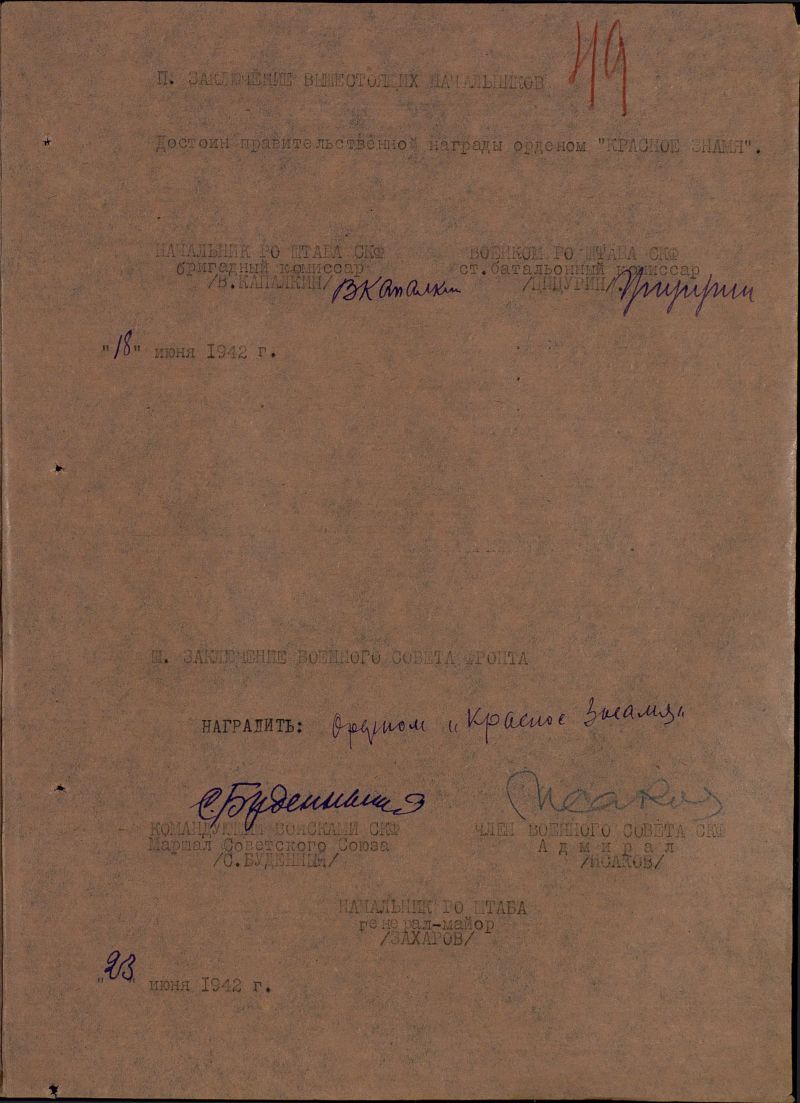 49
П. ЗАКЛЮЧЕНИЕ ВЫШЕСТОЯЩИХ НАЧАЛЬНИКОВ
Достоин правительственной награды орденом "КРАСНОЕ ЗНАМЯ".
НАЧАЛЬНИК РО ШТАБА СКФ ВОЕНКОМ РО ШТАБА СКФ
бригадный комиссар ст.батальонный комиссар
/В.КАПАЛКИН/ ВКапалкин /ЦИЦУРИН/.
"18" июня 1942 г.
Ш. ЗАКЛЮЧЕНИЕ ВОЕННОГО СОВЕТА ФРОНТА
НАГРАДИТЬ: Орденом "Красное Знамя"
С.Буденный Исаков
КОМАНДУЮЩИЙ ВОЙСКАМИ СКФ ЧЛЕН ВОЕННОГО СОВЕТА СКФ
Маршал Советского Союза Адмирал
/С.БУДЕННЫЙ/ /ИСАКОВ/
НАЧАЛЬНИК РО ШТАБА
генерал-майор
/ЗАХАРОВ/
"23" июня 1942 г.